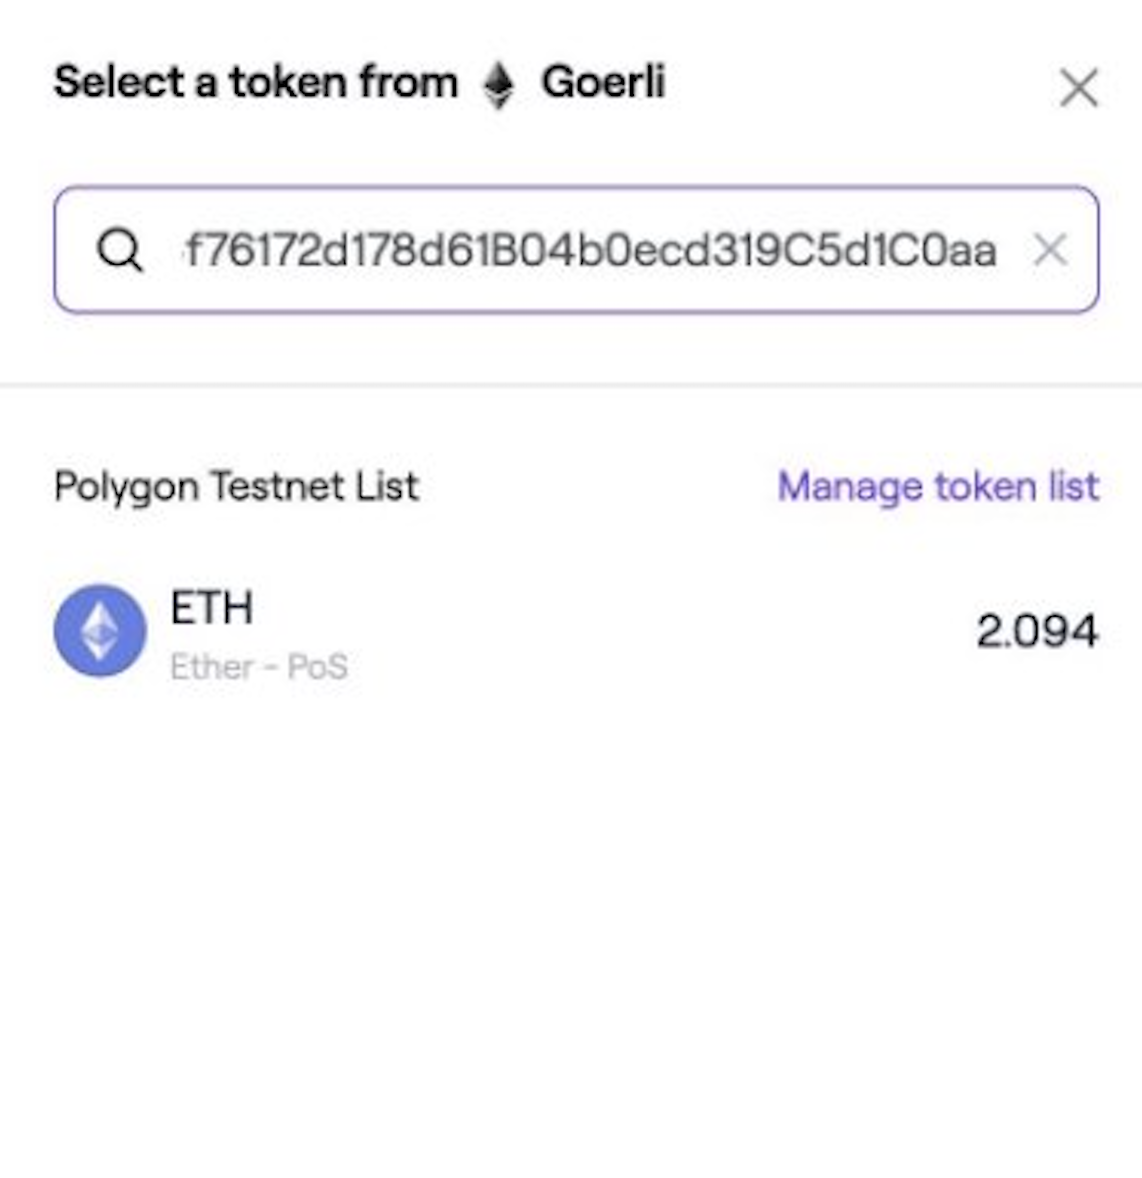 Select a token from Goerli
f76172d178d61B04b0ecd319C5d1C0aa
Polygon Testnet List
Manage token list
ETH
Ether - PoS
2.094